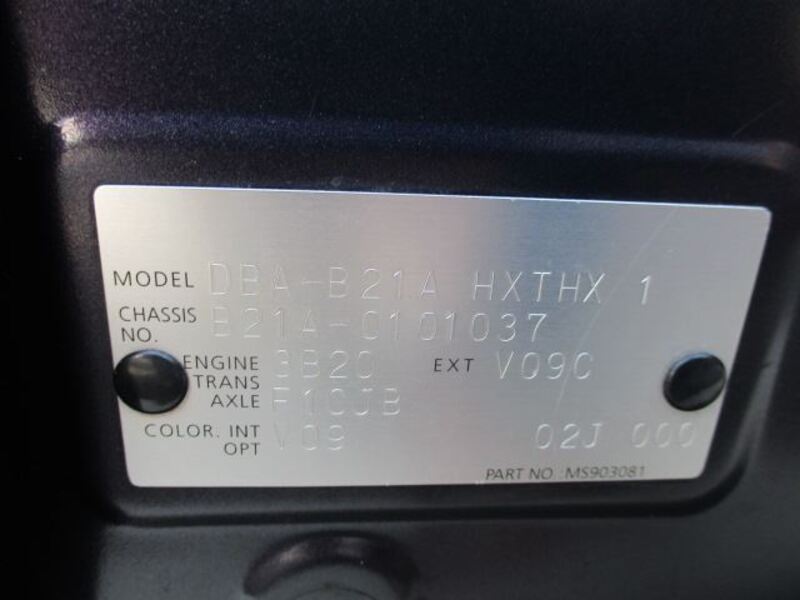 MODEL DBA-B21A HXTHX 1
CHASSIS NO. B21A-0101037
ENGINE 3B20 EXT V09C
TRANS AXLE F1CJB
COLOR. INT V09 02J 000
OPT
PART NO. :MS903081